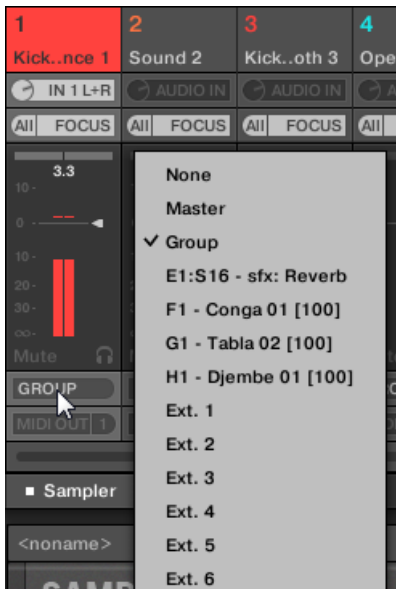 1
2
3
4
Kick..nce 1
Sound 2
Kick..oth 3
Ope
IN 1 L+R
AUDIO IN
AUDIO IN
All FOCUS
All FOCUS
All FOCUS
All
3.3
10-
0-
10-
20-
30-
∞-
Mute
GROUP
MIDI OUT 1
None
Master
✓ Group
E1:S16 - sfx: Reverb
F1 - Conga 01 [100]
G1 - Tabla 02 [100]
H1 - Djembe 01 [100]
Ext. 1
Ext. 2
Ext. 3
Ext. 4
Ext. 5
Ext. 6
■ Sampler
<noname>